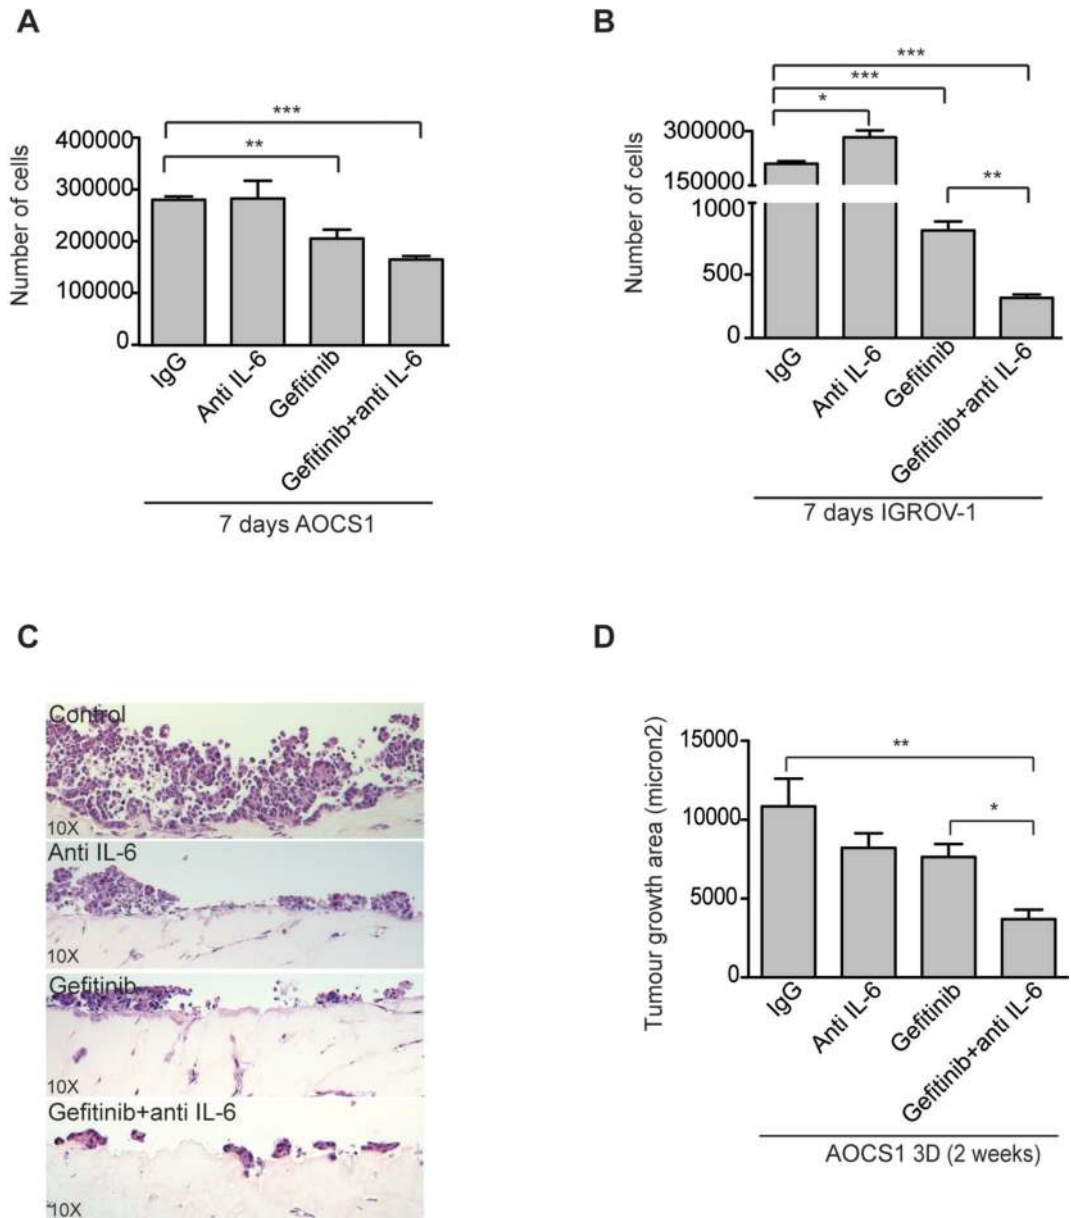 A
***
**
400000
300000
200000
100000
0
Number of cells
IgG
Anti IL-6
Gefitinib
Gefitinib+anti IL-6
7 days AOCS1
B
***
***
*
**
300000
150000
1000
500
0
Number of cells
IgG
Anti IL-6
Gefitinib
Gefitinib+anti IL-6
7 days IGROV-1
C
Control
10X
Anti IL-6
10X
Gefitinib
10X
Gefitinib+anti IL-6
10X
D
**
*
15000
10000
5000
0
Tumour growth area (micron2)
IgG
Anti IL-6
Gefitinib
Gefitinib+anti IL-6
AOCS1 3D (2 weeks)